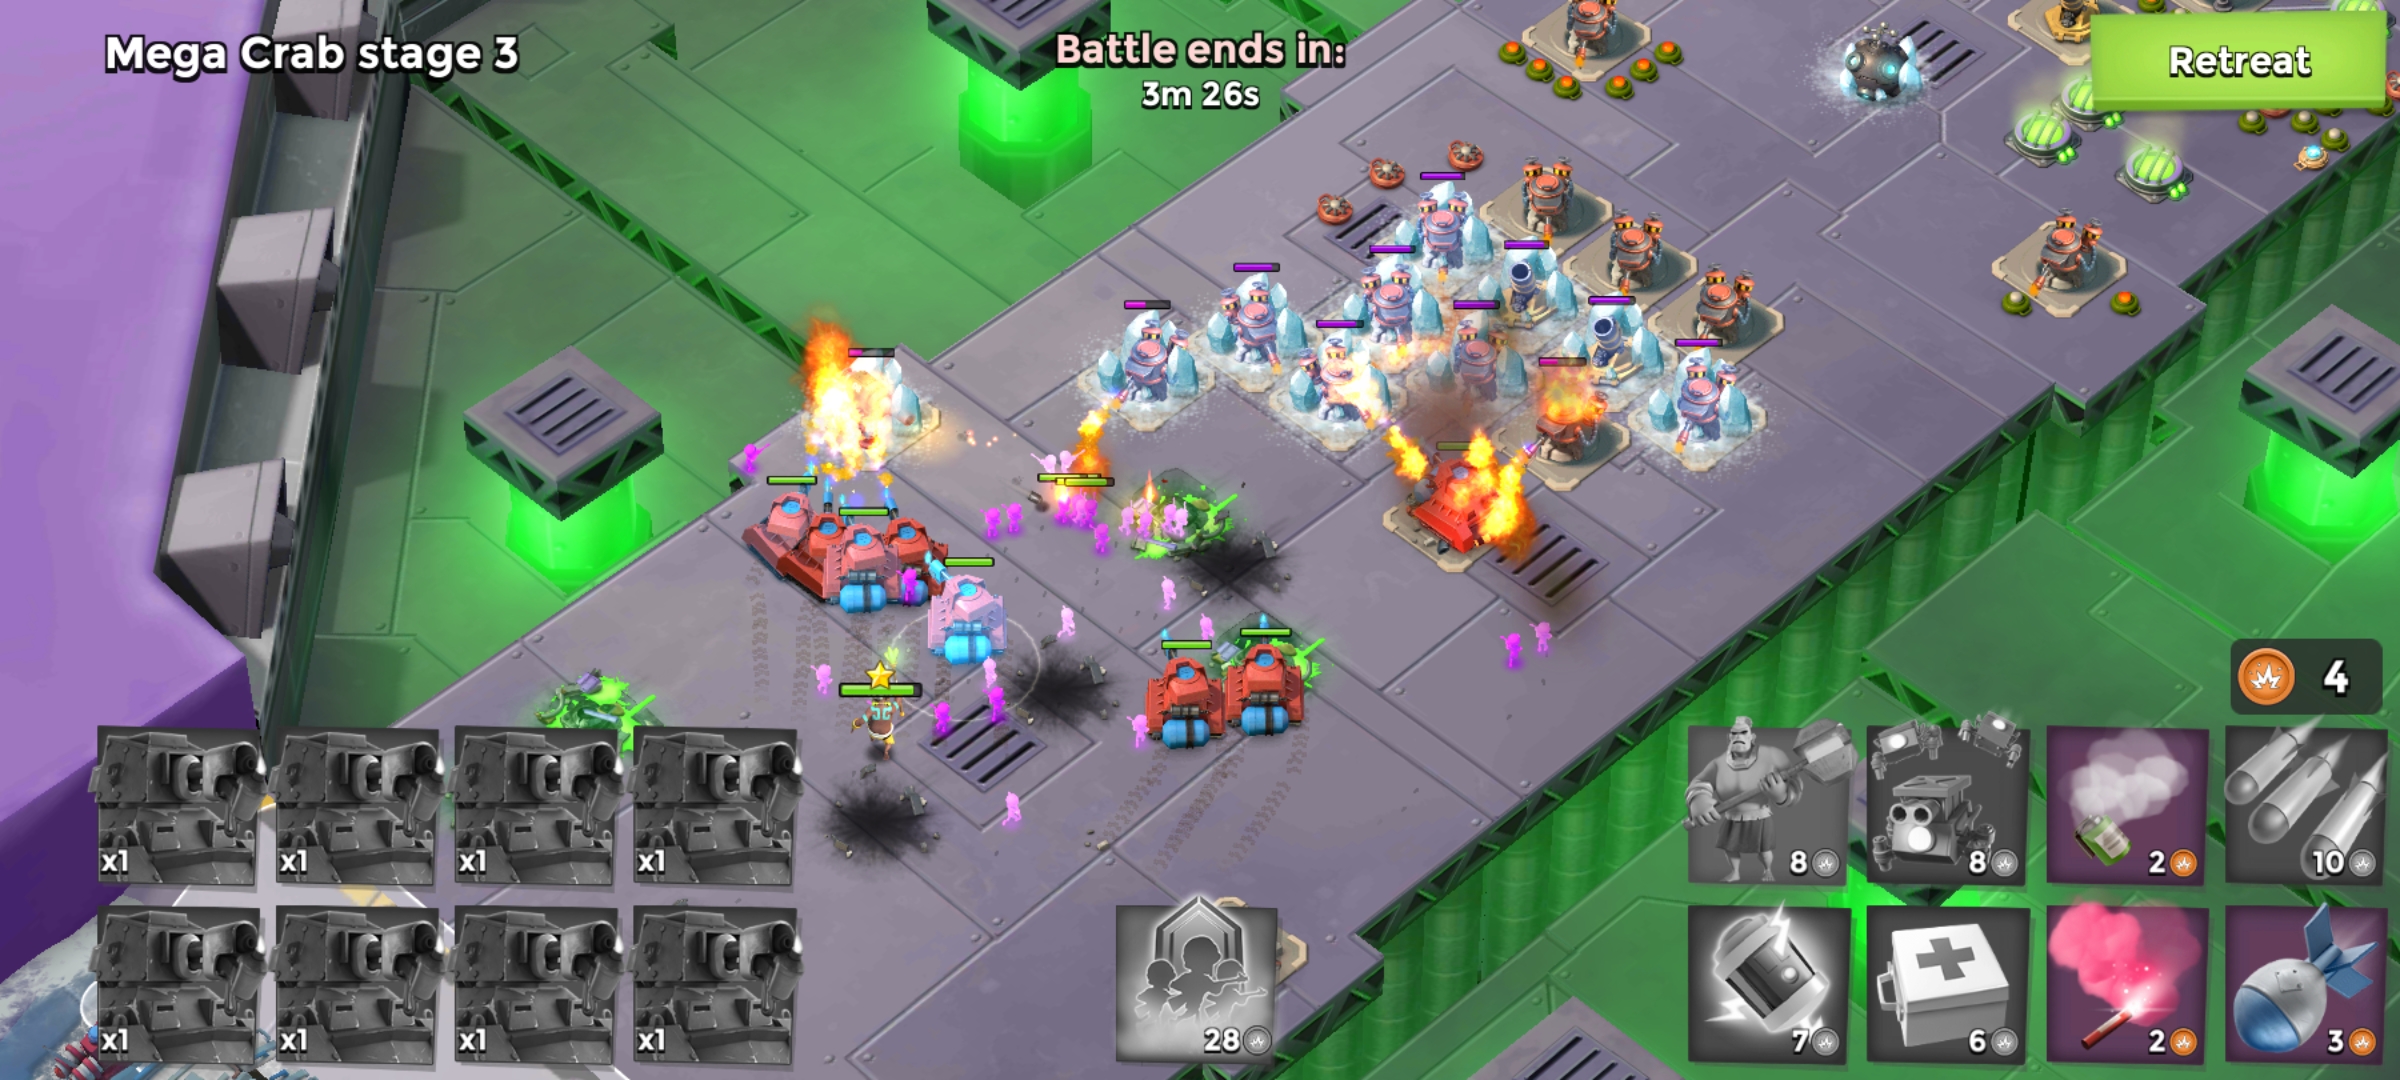 Mega Crab stage 3
Battle ends in:
3m 26s
Retreat
4
52
x1
x1
x1
x1
8
8
2
10
x1
x1
x1
x1
28
7
6
2
3